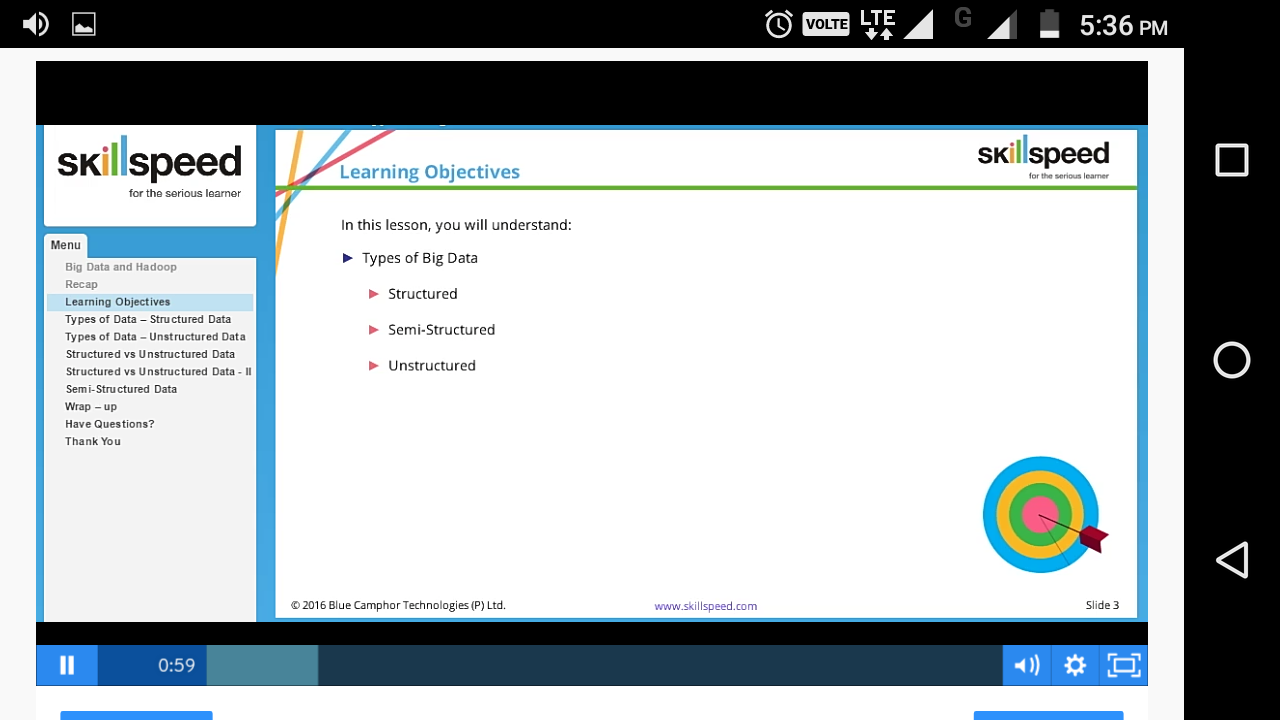 VOLTE LTE G 5:36 PM
skillspeed
for the serious learner
Menu
Big Data and Hadoop
Recap
Learning Objectives
Types of Data – Structured Data
Types of Data – Unstructured Data
Structured vs Unstructured Data
Structured vs Unstructured Data - II
Semi-Structured Data
Wrap – up
Have Questions?
Thank You
Learning Objectives
skillspeed
for the serious learner
In this lesson, you will understand:
Types of Big Data
Structured
Semi-Structured
Unstructured
© 2016 Blue Camphor Technologies (P) Ltd.
www.skillspeed.com
Slide 3
0:59